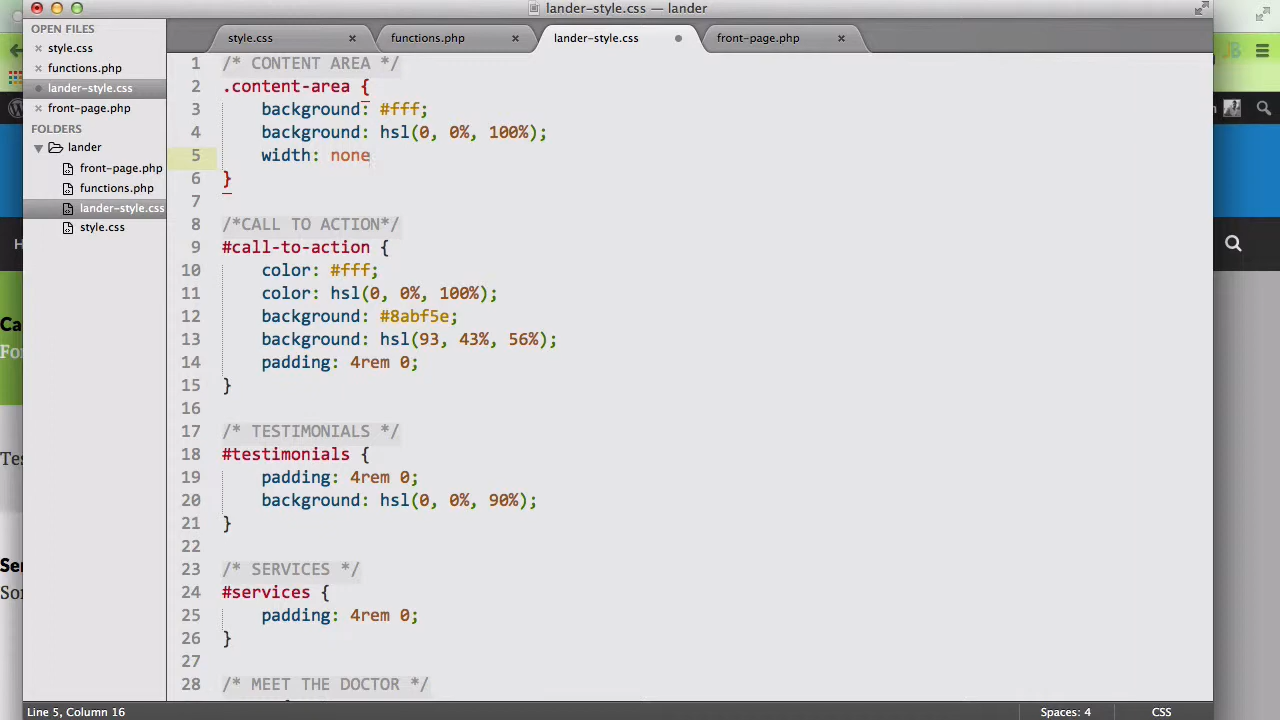 lander-style.css — lander
OPEN FILES
style.css
functions.php
lander-style.css
front-page.php
FOLDERS
lander
front-page.php
functions.php
lander-style.css
style.css
style.css
functions.php
lander-style.css
front-page.php
1 /* CONTENT AREA */
2 .content-area {
3 background: #fff;
4 background: hsl(0, 0%, 100%);
5 width: none
6 }
7
8 /*CALL TO ACTION*/
9 #call-to-action {
10 color: #fff;
11 color: hsl(0, 0%, 100%);
12 background: #8abf5e;
13 background: hsl(93, 43%, 56%);
14 padding: 4rem 0;
15 }
16
17 /* TESTIMONIALS */
18 #testimonials {
19 padding: 4rem 0;
20 background: hsl(0, 0%, 90%);
21 }
22
23 /* SERVICES */
24 #services {
25 padding: 4rem 0;
26 }
27
28 /* MEET THE DOCTOR */
Line 5, Column 16
Spaces: 4
CSS